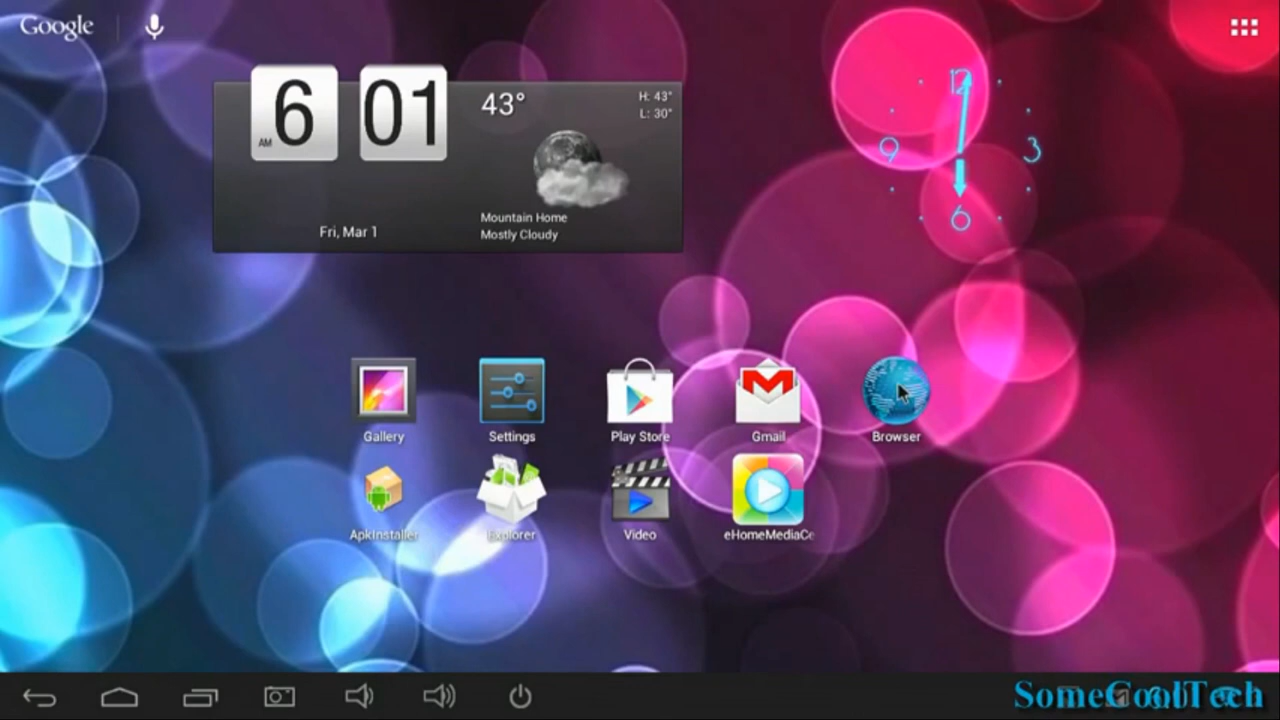 Google
12
3
6
9
6 01
AM
43°
H: 43°
L: 30°
Mountain Home
Mostly Cloudy
Fri, Mar 1
Gallery
Settings
Play Store
Gmail
Browser
ApkInstaller
Explorer
Video
eHomeMediaCe
SomeCoolTech